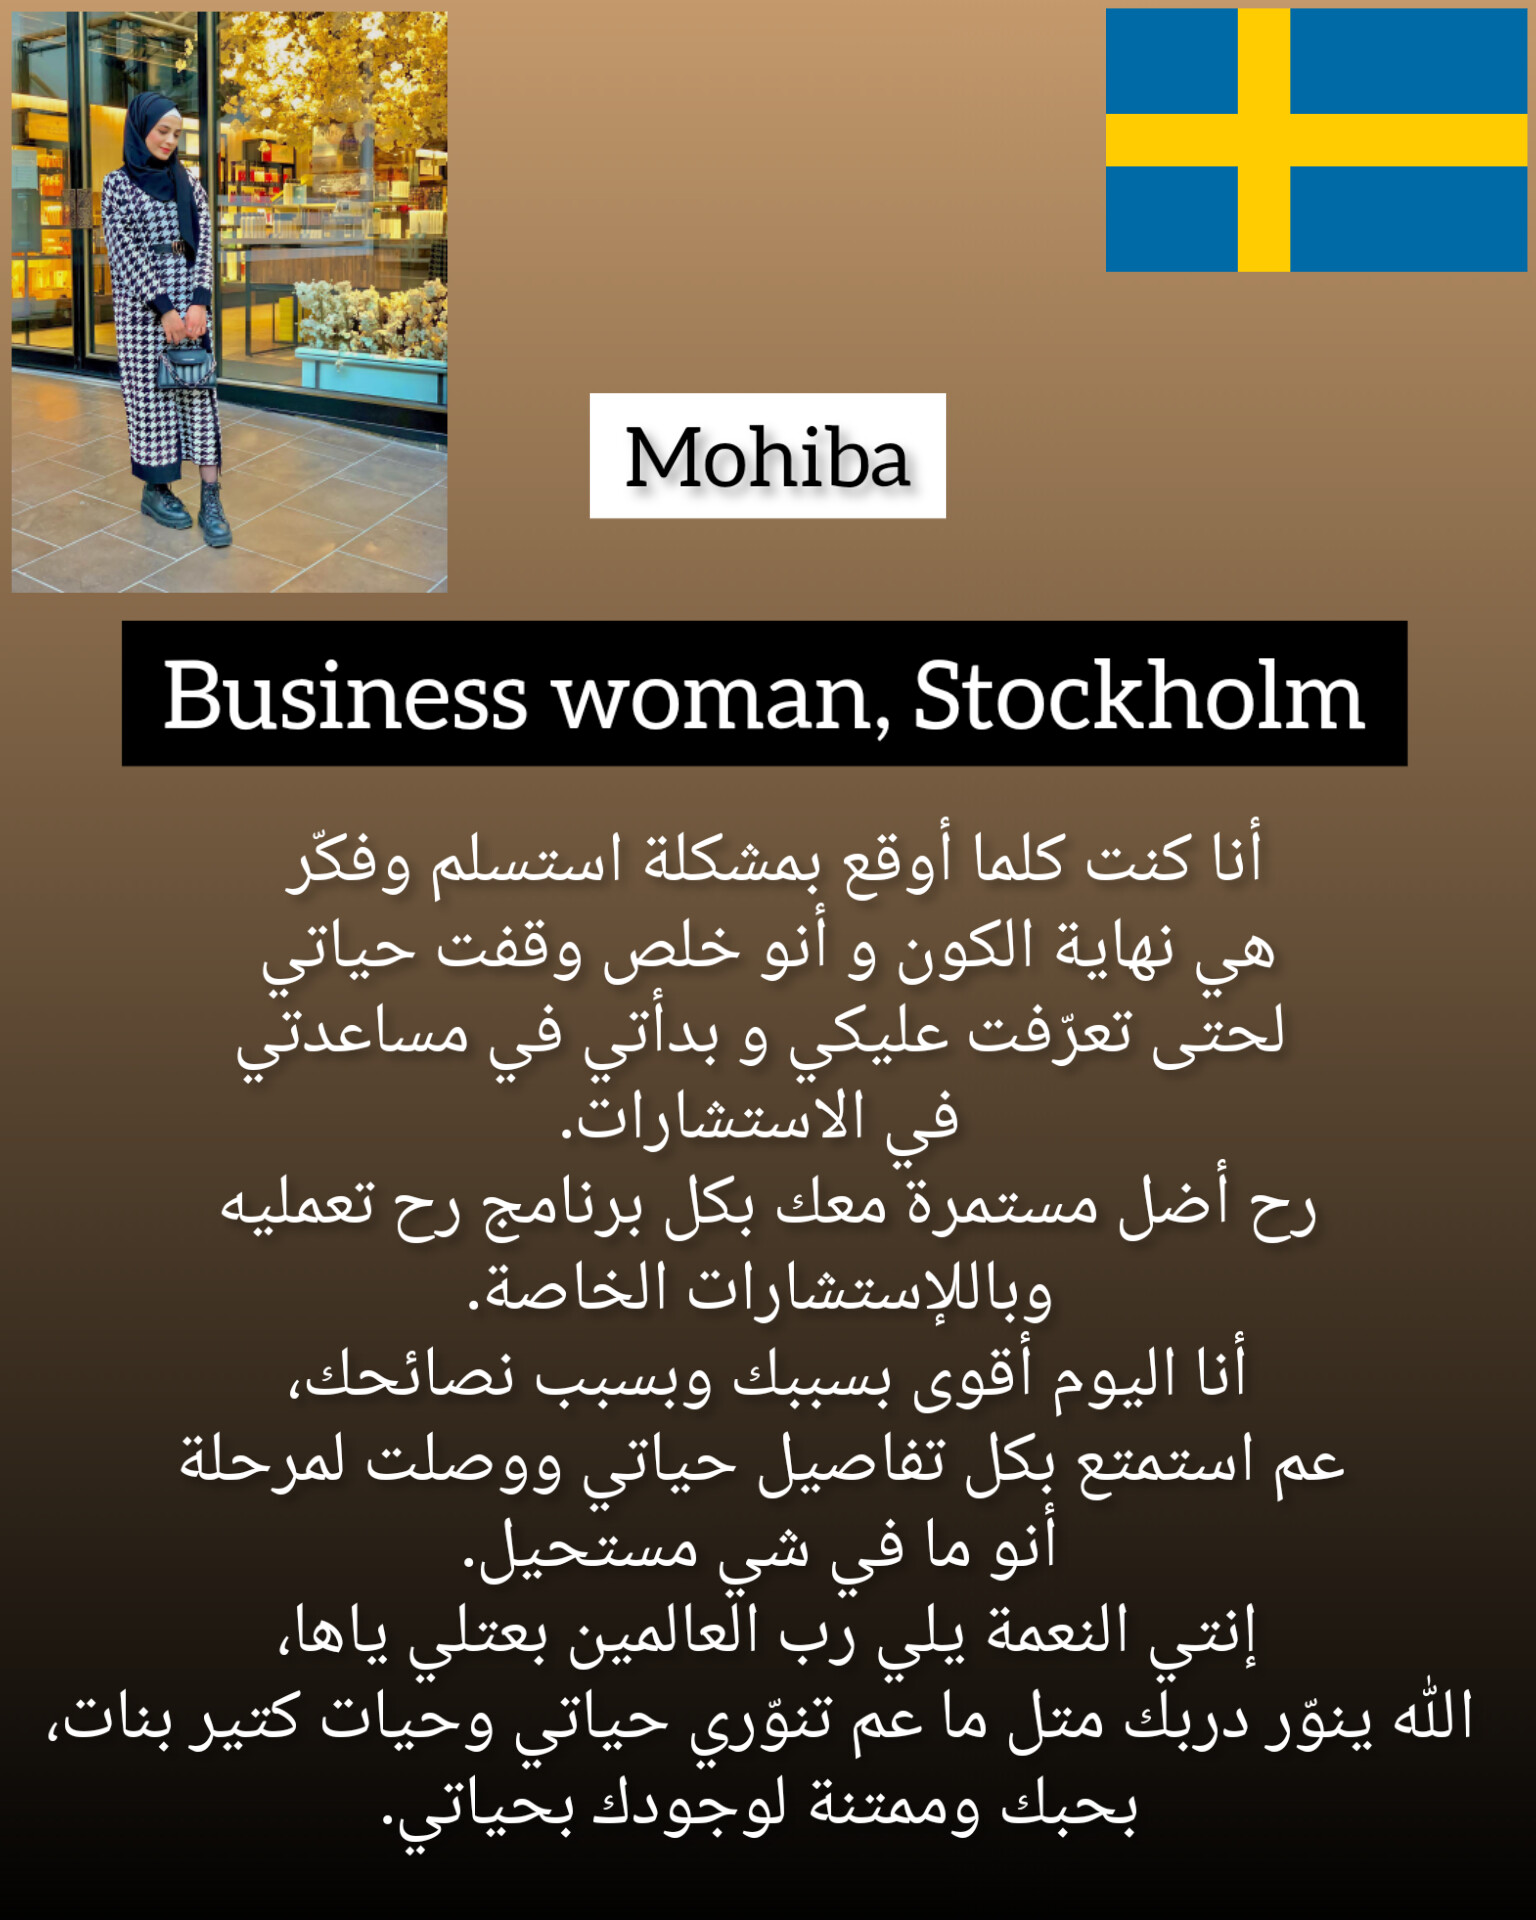 Mohiba
Business woman, Stockholm
أنا كنت كلما أوقع بمشكلة استسلم وفكّر
هي نهاية الكون و أنو خلص وقفت حياتي
لحتى تعرّفت عليكي و بدأتي في مساعدتي
في الاستشارات.
رح أضل مستمرة معك بكل برنامج رح تعمليه
وباللإستشارات الخاصة.
أنا اليوم أقوى بسببك وبسبب نصائحك،
عم استمتع بكل تفاصيل حياتي ووصلت لمرحلة
أنو ما في شي مستحيل.
إنتي النعمة يلي رب العالمين بعتلي ياها،
الله ينوّر دربك متل ما عم تنوّري حياتي وحيات كتير بنات،
بحبك وممتنة لوجودك بحياتي.